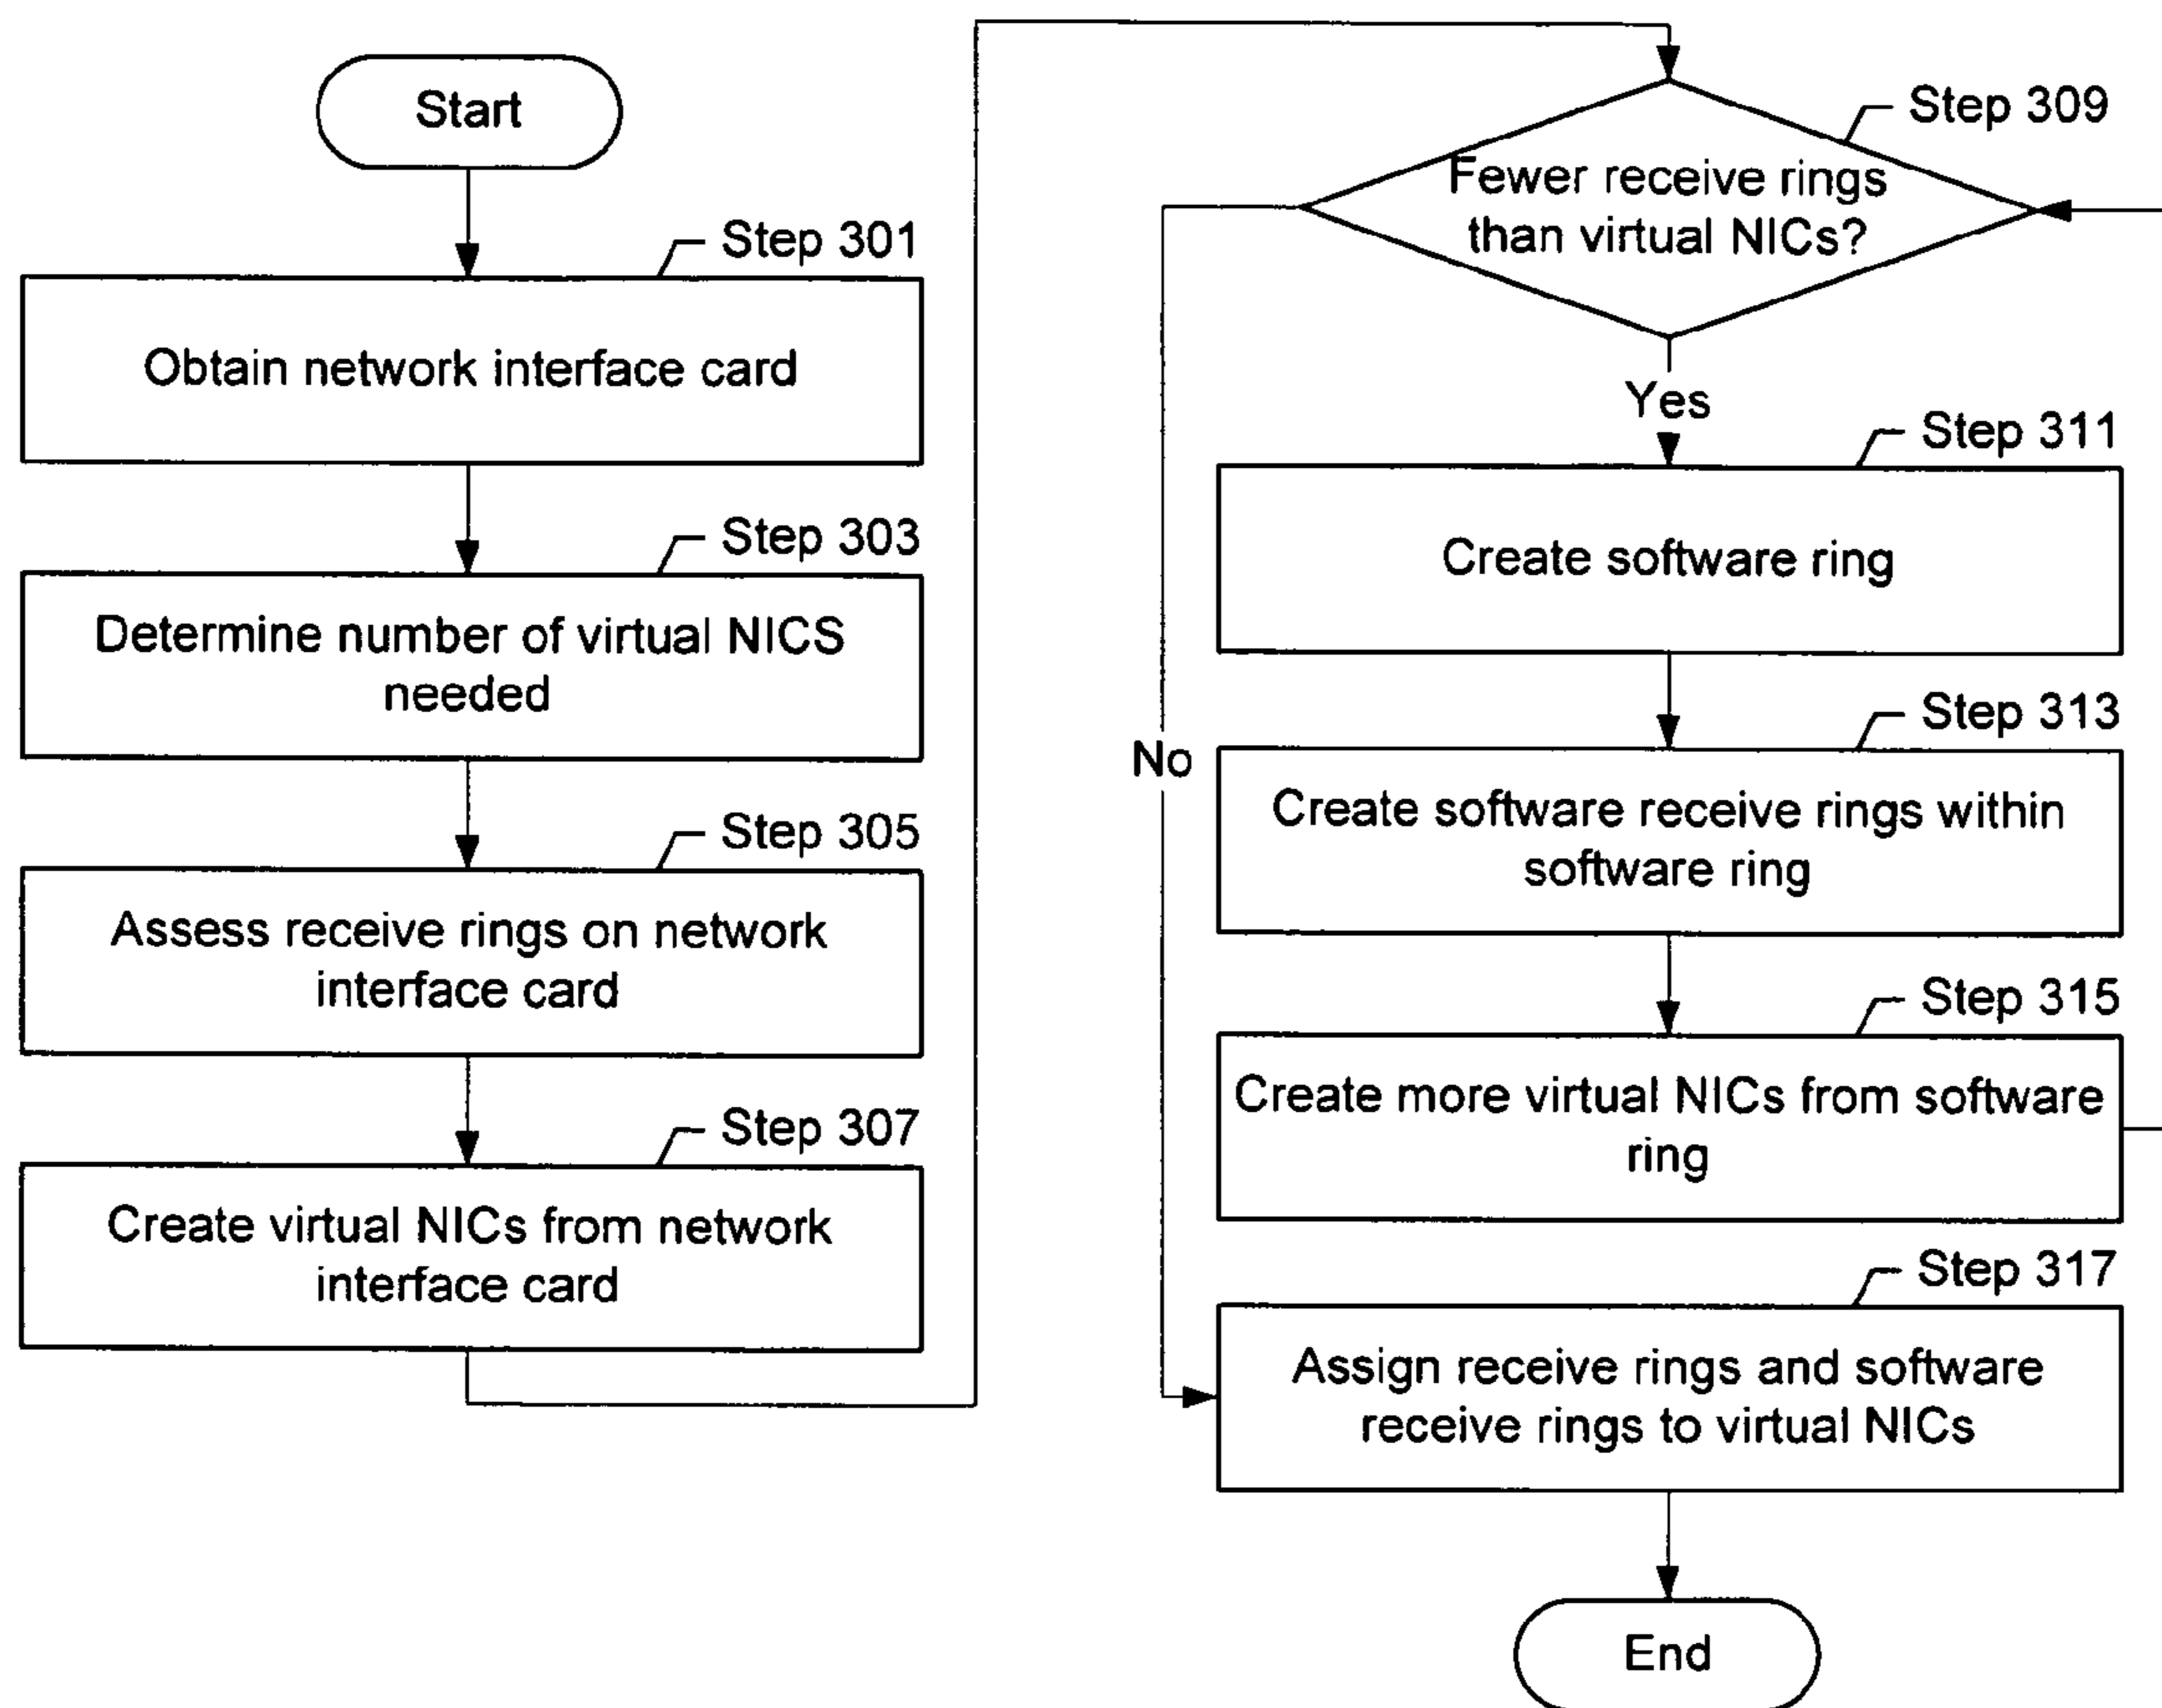 Start
Step 301
Obtain network interface card
Step 303
Determine number of virtual NICS
needed
Step 305
Assess receive rings on network
interface card
Step 307
Create virtual NICs from network
interface card
Step 309
Fewer receive rings
than virtual NICs?
Yes
Step 311
Create software ring
Step 313
No
Create software receive rings within
software ring
Step 315
Create more virtual NICs from software
ring
Step 317
Assign receive rings and software
receive rings to virtual NICs
End